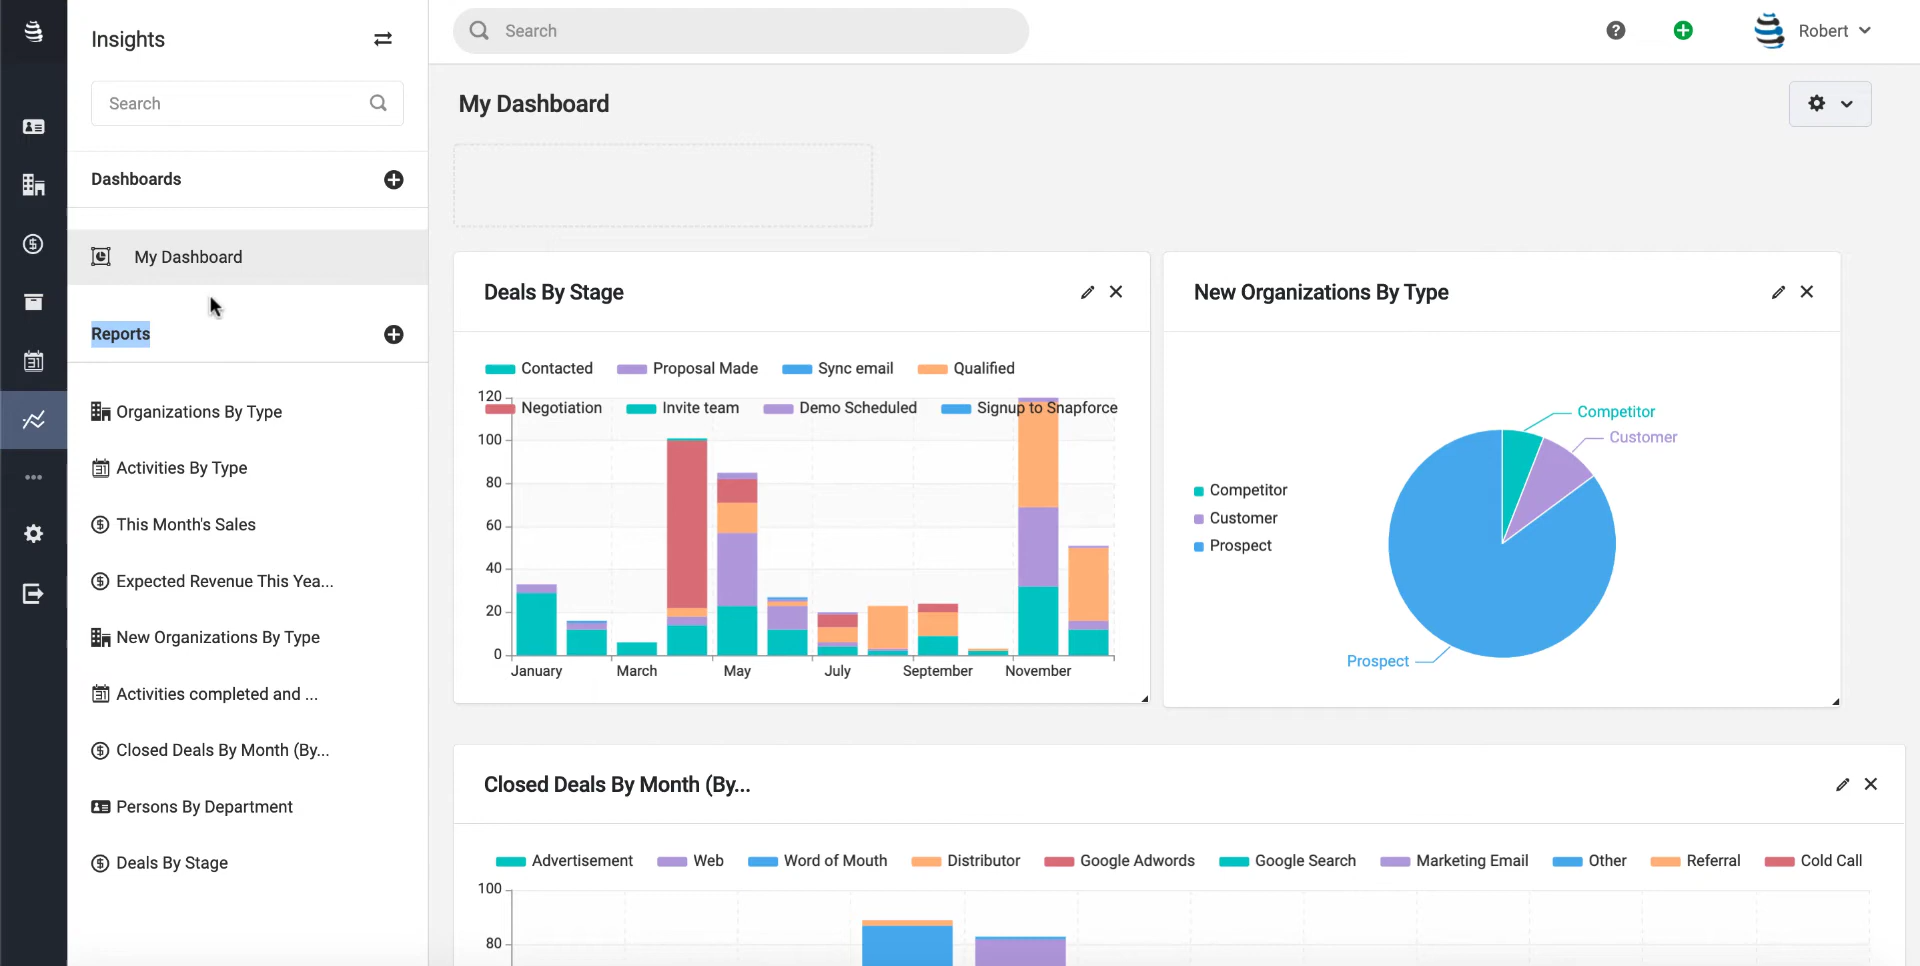 Insights
Search
Dashboards
My Dashboard
Reports
Organizations By Type
Activities By Type
This Month's Sales
Expected Revenue This Yea...
New Organizations By Type
Activities completed and ...
Closed Deals By Month (By...
Persons By Department
Deals By Stage
Search
Robert
My Dashboard
Deals By Stage
Contacted Proposal Made Sync email Qualified
Negotiation Invite team Demo Scheduled Signup to Snapforce
120
100
80
60
40
20
0
January March May July September November
New Organizations By Type
Competitor
Customer
Prospect
Competitor
Customer
Prospect
Closed Deals By Month (By...
Advertisement Web Word of Mouth Distributor Google Adwords Google Search Marketing Email Other Referral Cold Call
100
80